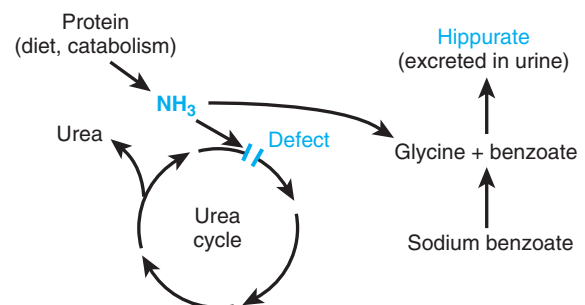 Protein
(diet, catabolism)
NH₃
Urea
Defect
Urea
cycle
Hippurate
(excreted in urine)
Glycine + benzoate
Sodium benzoate